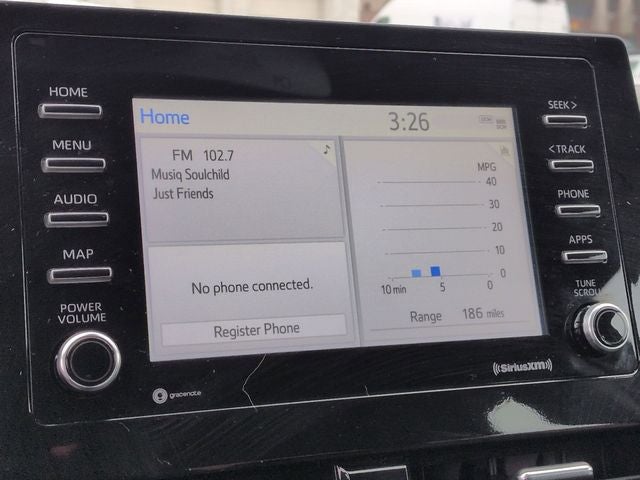 HOME
MENU
AUDIO
MAP
POWER
VOLUME
Home
3:26
FM 102.7
Musiq Soulchild
Just Friends
No phone connected.
Register Phone
MPG
40
30
20
10
0
10 min 5 0
Range 186 miles
SEEK >
< TRACK
PHONE
APPS
TUNE
SCROLL
gracenote
((SiriusXM))